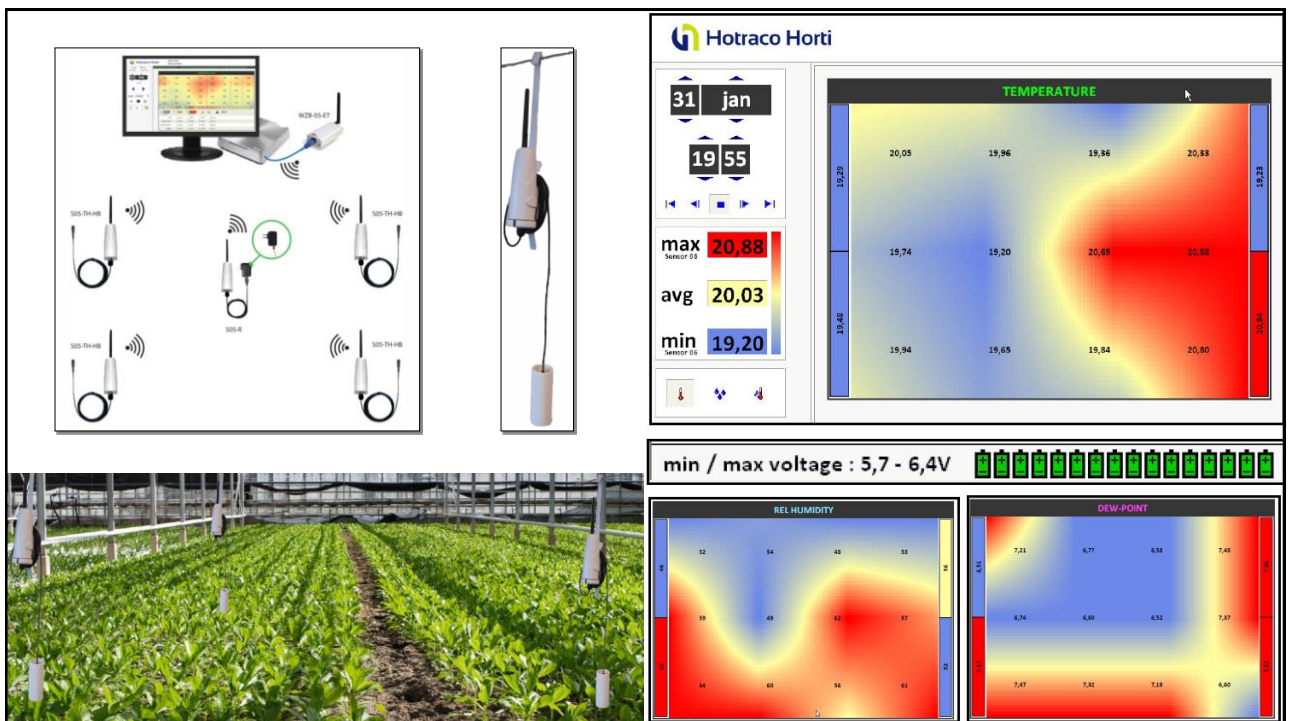 WZB-05-ET
S05-TH-HB
S05-TH-HB
S05-R
S05-TH-HB
S05-TH-HB
Hotraco Horti
31 jan
19 55
max 20,88
Sensor 08
avg 20,03
min 19,20
Sensor 06
TEMPERATURE
20,05 19,96 19,36 20,33
19,29 19,23
19,74 19,20 20,69 20,88
19,48
19,94 19,65 19,84 20,80
min / max voltage : 5,7 - 6,4V
REL HUMIDITY
52 54 48 53
56
59 49 62 57
52
64 60 56 61
DEW-POINT
7,21 6,77 6,58 7,48
6,51
6,74 6,60 6,52 7,37
7,47 7,32 7,18 6,60